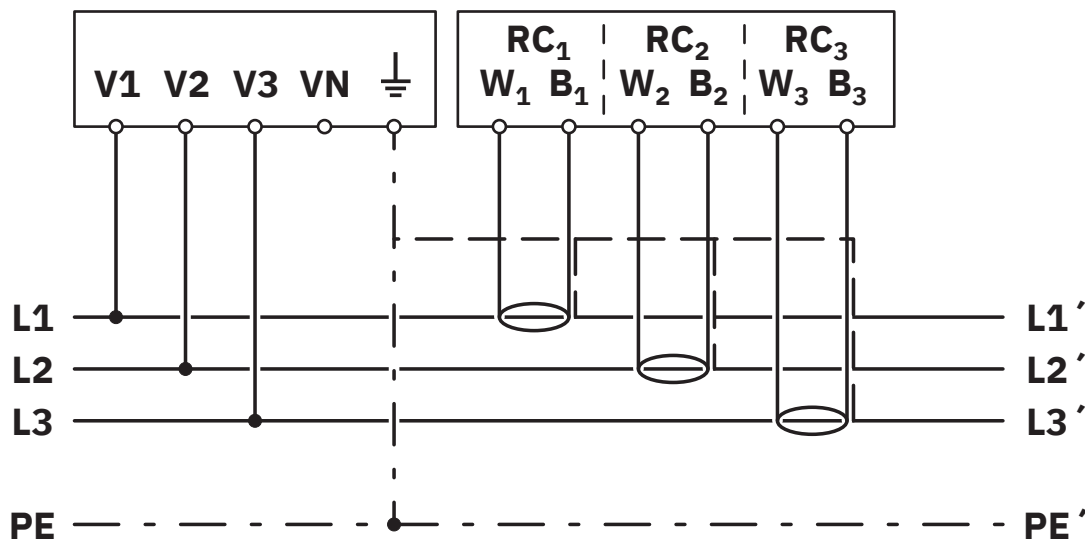 RC₁ RC₂ RC₃
V1 V2 V3 VN W₁ B₁ W₂ B₂ W₃ B₃
L1 L1´
L2 L2´
L3 L3´
PE PE´